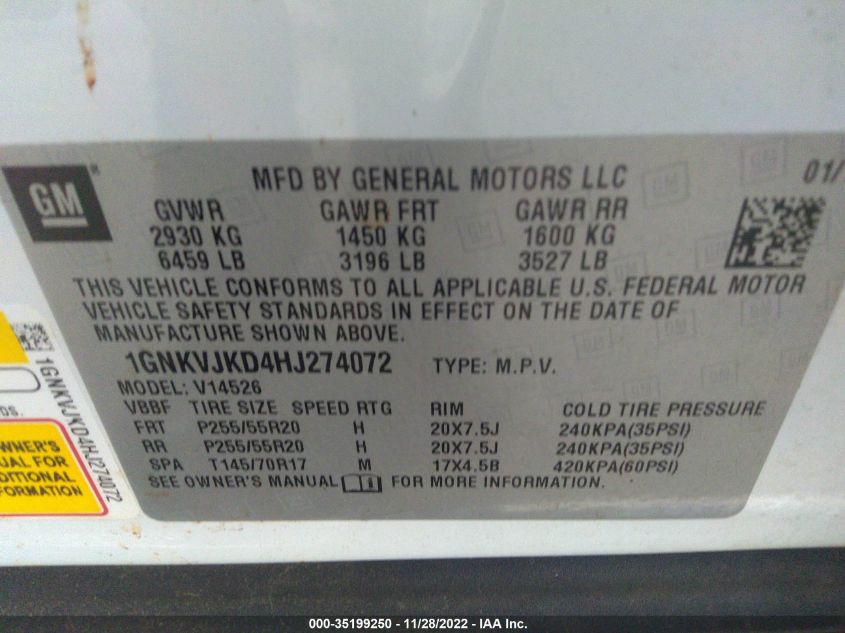 GM
MFD BY GENERAL MOTORS LLC 01/
GVWR GAWR FRT GAWR RR
2930 KG 1450 KG 1600 KG
6459 LB 3196 LB 3527 LB
THIS VEHICLE CONFORMS TO ALL APPLICABLE U.S. FEDERAL MOTOR
VEHICLE SAFETY STANDARDS IN EFFECT ON THE DATE OF
MANUFACTURE SHOWN ABOVE.
1GNKVJKD4HJ274072 TYPE: M.P.V.
MODEL: V14526
VBBF TIRE SIZE SPEED RTG RIM COLD TIRE PRESSURE
FRT P255/55R20 H 20X7.5J 240KPA(35PSI)
RR P255/55R20 H 20X7.5J 240KPA(35PSI)
SPA T145/70R17 M 17X4.5B 420KPA(60PSI)
SEE OWNER'S MANUAL FOR MORE INFORMATION.
1GNKVJKD4HJ274072
DS.
WNER'S
UAL FOR
DITIONAL
FORMATION
000-35199250 - 11/28/2022 - IAA Inc.